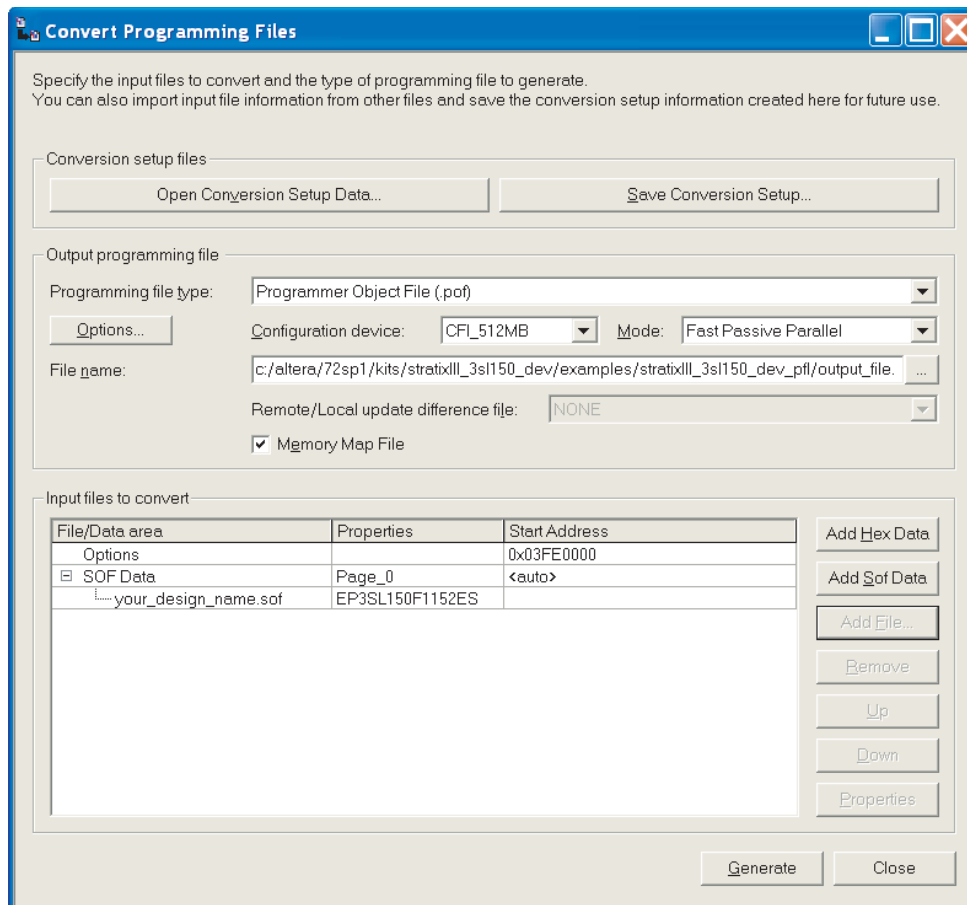 Convert Programming Files
Specify the input files to convert and the type of programming file to generate.
You can also import input file information from other files and save the conversion setup information created here for future use.
Conversion setup files
Open Conversion Setup Data... Save Conversion Setup...
Output programming file
Programming file type: Programmer Object File (.pof)
Options... Configuration device: CFI_512MB Mode: Fast Passive Parallel
File name: c:/altera/72sp1/kits/stratixIII_3sl150_dev/examples/stratixIII_3sl150_dev_pfl/output_file. ...
Remote/Local update difference file: NONE
Memory Map File
Input files to convert
File/Data area Properties Start Address
Options 0x03FE0000
SOF Data Page_0 <auto>
your_design_name.sof EP3SL150F1152ES
Add Hex Data
Add Sof Data
Add File...
Remove
Up
Down
Properties
Generate Close